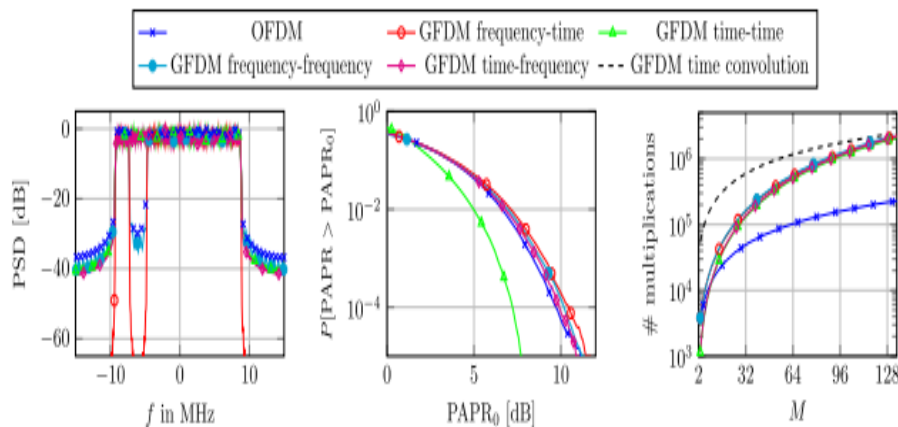 OFDM GFDM frequency-time GFDM time-time
GFDM frequency-frequency GFDM time-frequency GFDM time convolution
PSD [dB]
0
−20
−40
−60
−10 0 10
f in MHz
P[PAPR > PAPR₀]
10⁰
10⁻²
10⁻⁴
0 5 10
PAPR₀ [dB]
# multiplications
10⁶
10⁵
10⁴
10³
2 32 64 96 128
M